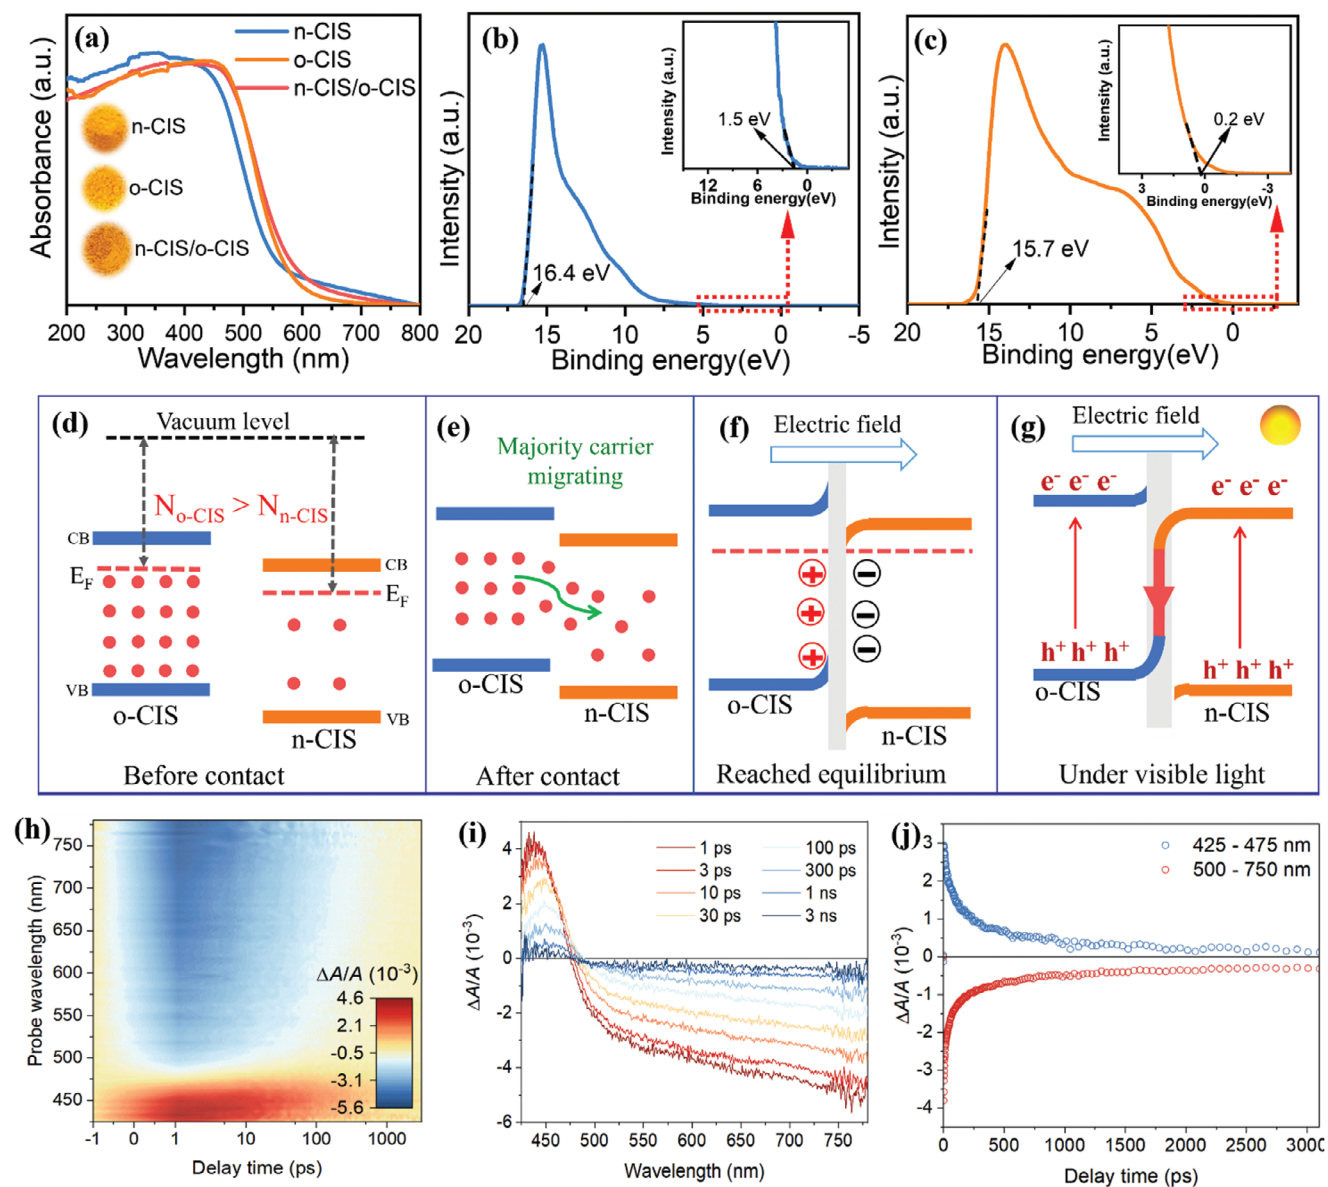 (a)
n-CIS
o-CIS
n-CIS/o-CIS
n-CIS
o-CIS
n-CIS/o-CIS
Absorbance (a.u.)
200 300 400 500 600 700 800
Wavelength (nm)
(b)
Intensity (a.u.)
16.4 eV
20 15 10 5 0 -5
Binding energy(eV)
Intensity (a.u.)
1.5 eV
12 6 0
Binding energy(eV)
(c)
Intensity (a.u.)
15.7 eV
20 15 10 5 0
Binding energy(eV)
Intensity (a.u.)
0.2 eV
3 0 -3
Binding energy(eV)
(d)
Vacuum level
No-CIS > Nn-CIS
CB
EF
CB
EF
VB
o-CIS
VB
n-CIS
Before contact
(e)
Majority carrier
migrating
o-CIS
n-CIS
After contact
(f)
Electric field
+ −
+ −
+ −
o-CIS
n-CIS
Reached equilibrium
(g)
Electric field
e- e- e-
e- e- e-
h+ h+ h+
h+ h+ h+
o-CIS
n-CIS
Under visible light
(h)
Probe wavelength (nm)
750
700
650
600
550
500
450
ΔA/A (10-3)
4.6
2.1
-0.5
-3.1
-5.6
-1 0 1 10 100 1000
Delay time (ps)
(i)
ΔA/A (10-3)
4
2
0
-2
-4
-6
1 ps
3 ps
10 ps
30 ps
100 ps
300 ps
1 ns
3 ns
450 500 550 600 650 700 750
Wavelength (nm)
(j)
ΔA/A (10-3)
3
2
1
0
-1
-2
-3
-4
425 - 475 nm
500 - 750 nm
0 500 1000 1500 2000 2500 3000
Delay time (ps)